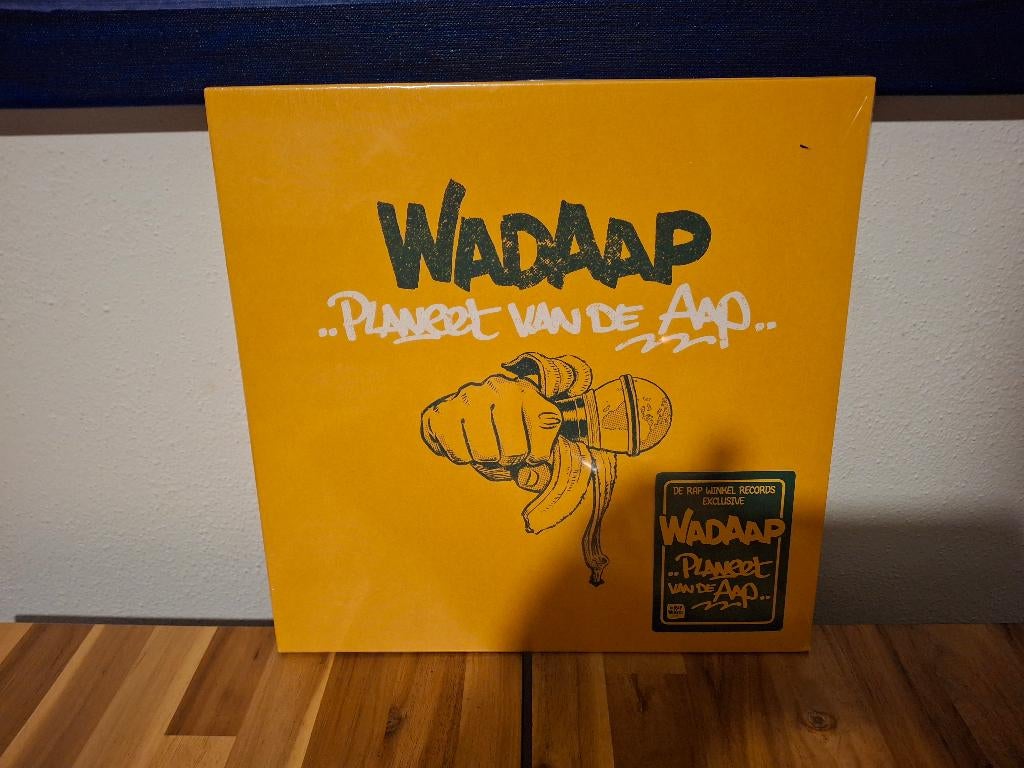 WADAAP
..PLANEET VAN DE AAP..
DE RAP WINKEL RECORDS
EXCLUSIVE
WADAAP
..PLANEET
VAN DE AAP..